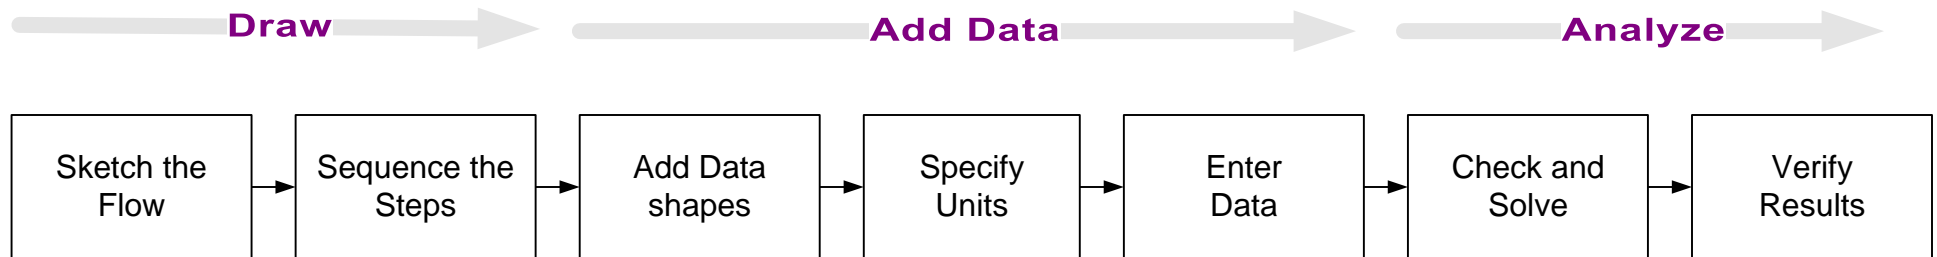 Draw
Add Data
Analyze
Sketch the
Flow
Sequence the
Steps
Add Data
shapes
Specify
Units
Enter
Data
Check and
Solve
Verify
Results